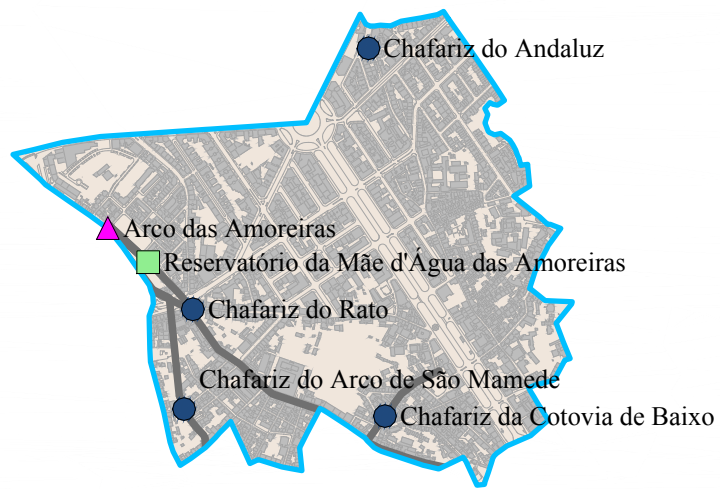 Chafariz do Andaluz
Arco das Amoreiras
Reservatório da Mãe d'Água das Amoreiras
Chafariz do Rato
Chafariz do Arco de São Mamede
Chafariz da Cotovia de Baixo